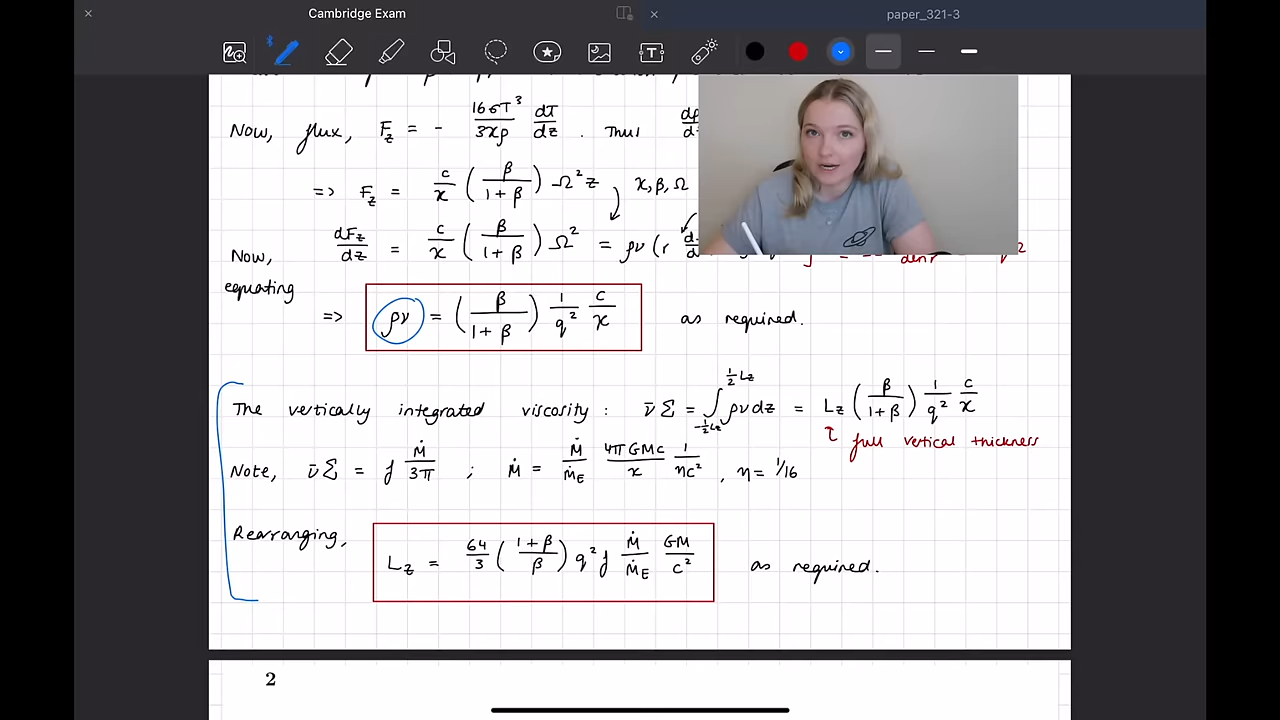 Cambridge Exam
paper_321-3
Now, flux, F_z = - 16σT³/3χρ dT/dz . Thus
=> F_z = c/χ (β/1+β) Ω² z χ, β, Ω
Now, dF_z/dz = c/χ (β/1+β) Ω² = ρν (r
equating
=> ρν = (β/1+β) 1/q² c/χ as required.
The vertically integrated viscosity : ν̄Σ = ∫_{-½Lz}^{½Lz} ρν dz = L_z (β/1+β) 1/q² c/χ
full vertical thickness
Note, ν̄Σ = f Ṁ/3π ; Ṁ = Ṁ/Ṁ_E 4πGMc/χ 1/ηc² , η = 1/16
Rearranging,
L_z = 64/3 (1+β/β) q² f Ṁ/Ṁ_E GM/c² as required.
2